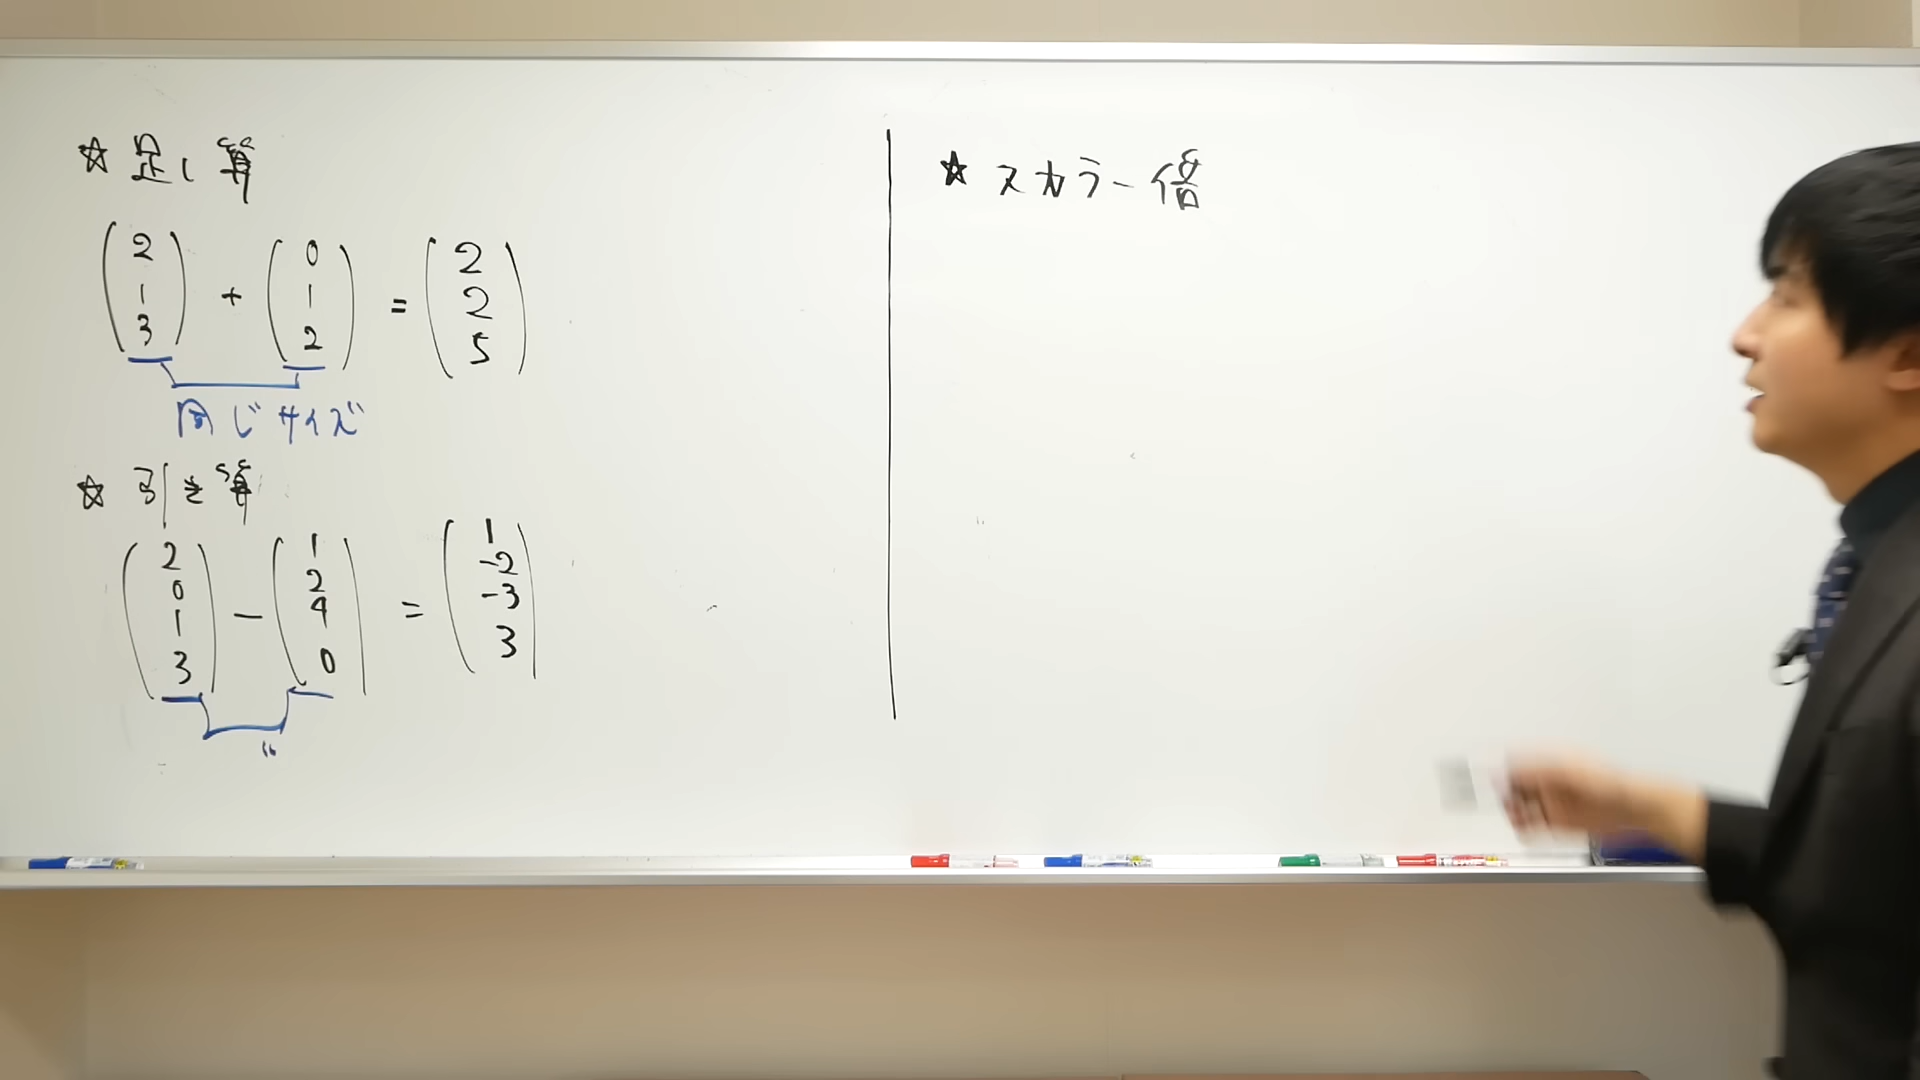 ☆ 足し算
(2 1 3) + (0 1 2) = (2 2 5)
同じサイズ
☆ 引き算
(2 0 1 3) - (1 2 4 0) = (1 -2 -3 3)
〃
☆ スカラー倍